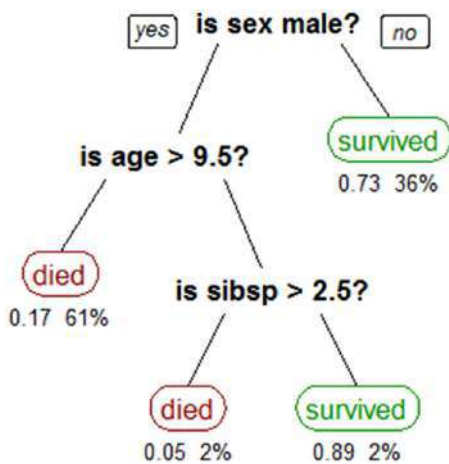 yes is sex male? no
is age > 9.5?
survived
0.73 36%
died
0.17 61%
is sibsp > 2.5?
died
0.05 2%
survived
0.89 2%